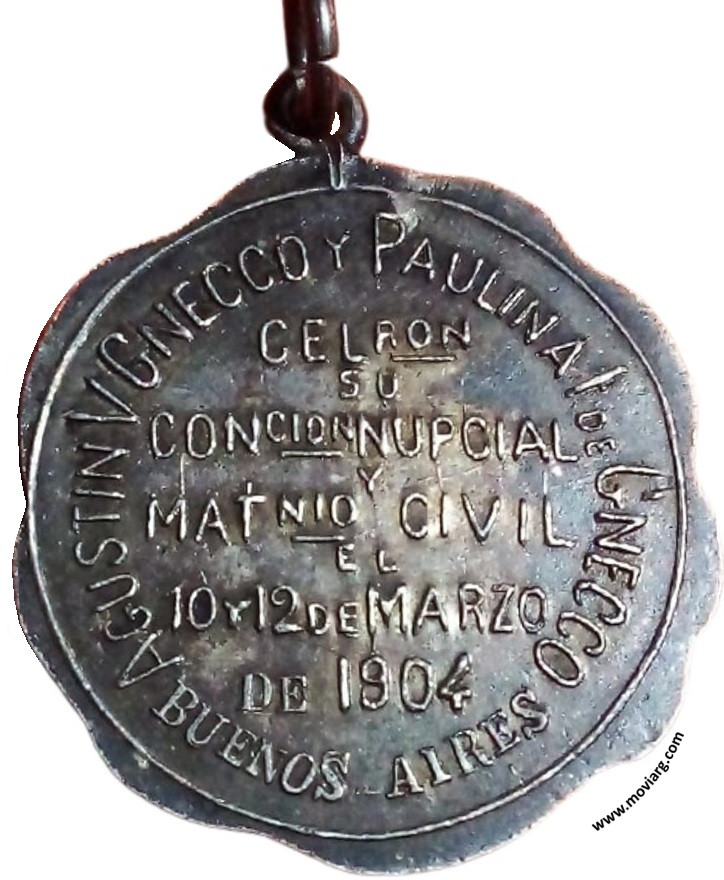 AGUSTIN V GNECCO Y PAULINA I DE GNECCO
CELRON
SU
CONCION NUPCIAL
Y
MATNIO CIVIL
EL
10 Y 12 DE MARZO
DE 1904
BUENOS AIRES
www.moviarg.com